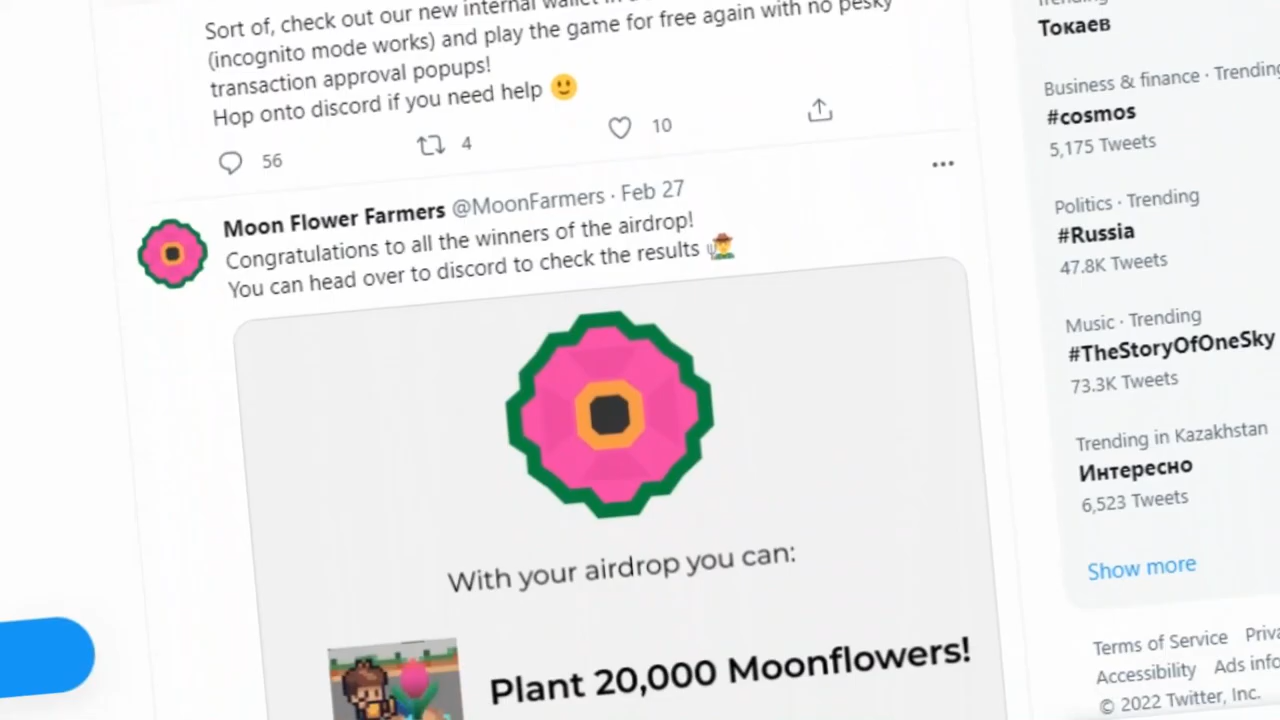 Sort of, check out our new internal wallet in
(incognito mode works) and play the game for free again with no pesky
transaction approval popups!
Hop onto discord if you need help 🙂
56
4
10
Moon Flower Farmers @MoonFarmers · Feb 27
Congratulations to all the winners of the airdrop!
You can head over to discord to check the results 🧑‍🌾
With your airdrop you can:
Plant 20,000 Moonflowers!
Trending
Токаев
Business & finance · Trending
#cosmos
5,175 Tweets
Politics · Trending
#Russia
47.8K Tweets
Music · Trending
#TheStoryOfOneSky
73.3K Tweets
Trending in Kazakhstan
Интересно
6,523 Tweets
Show more
Terms of Service
Accessibility Ads info
© 2022 Twitter, Inc.